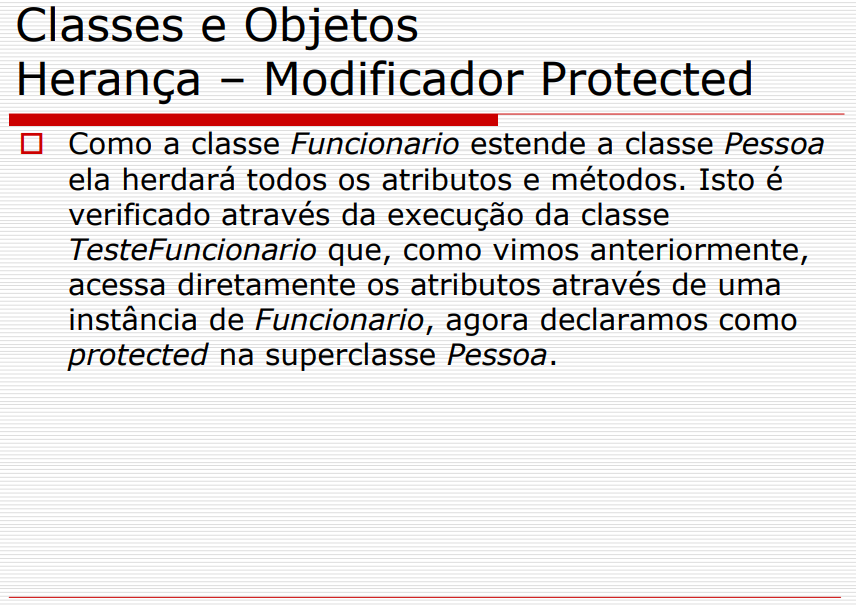 Classes e Objetos
Herança – Modificador Protected
Como a classe Funcionario estende a classe Pessoa
ela herdará todos os atributos e métodos. Isto é
verificado através da execução da classe
TesteFuncionario que, como vimos anteriormente,
acessa diretamente os atributos através de uma
instância de Funcionario, agora declaramos como
protected na superclasse Pessoa.